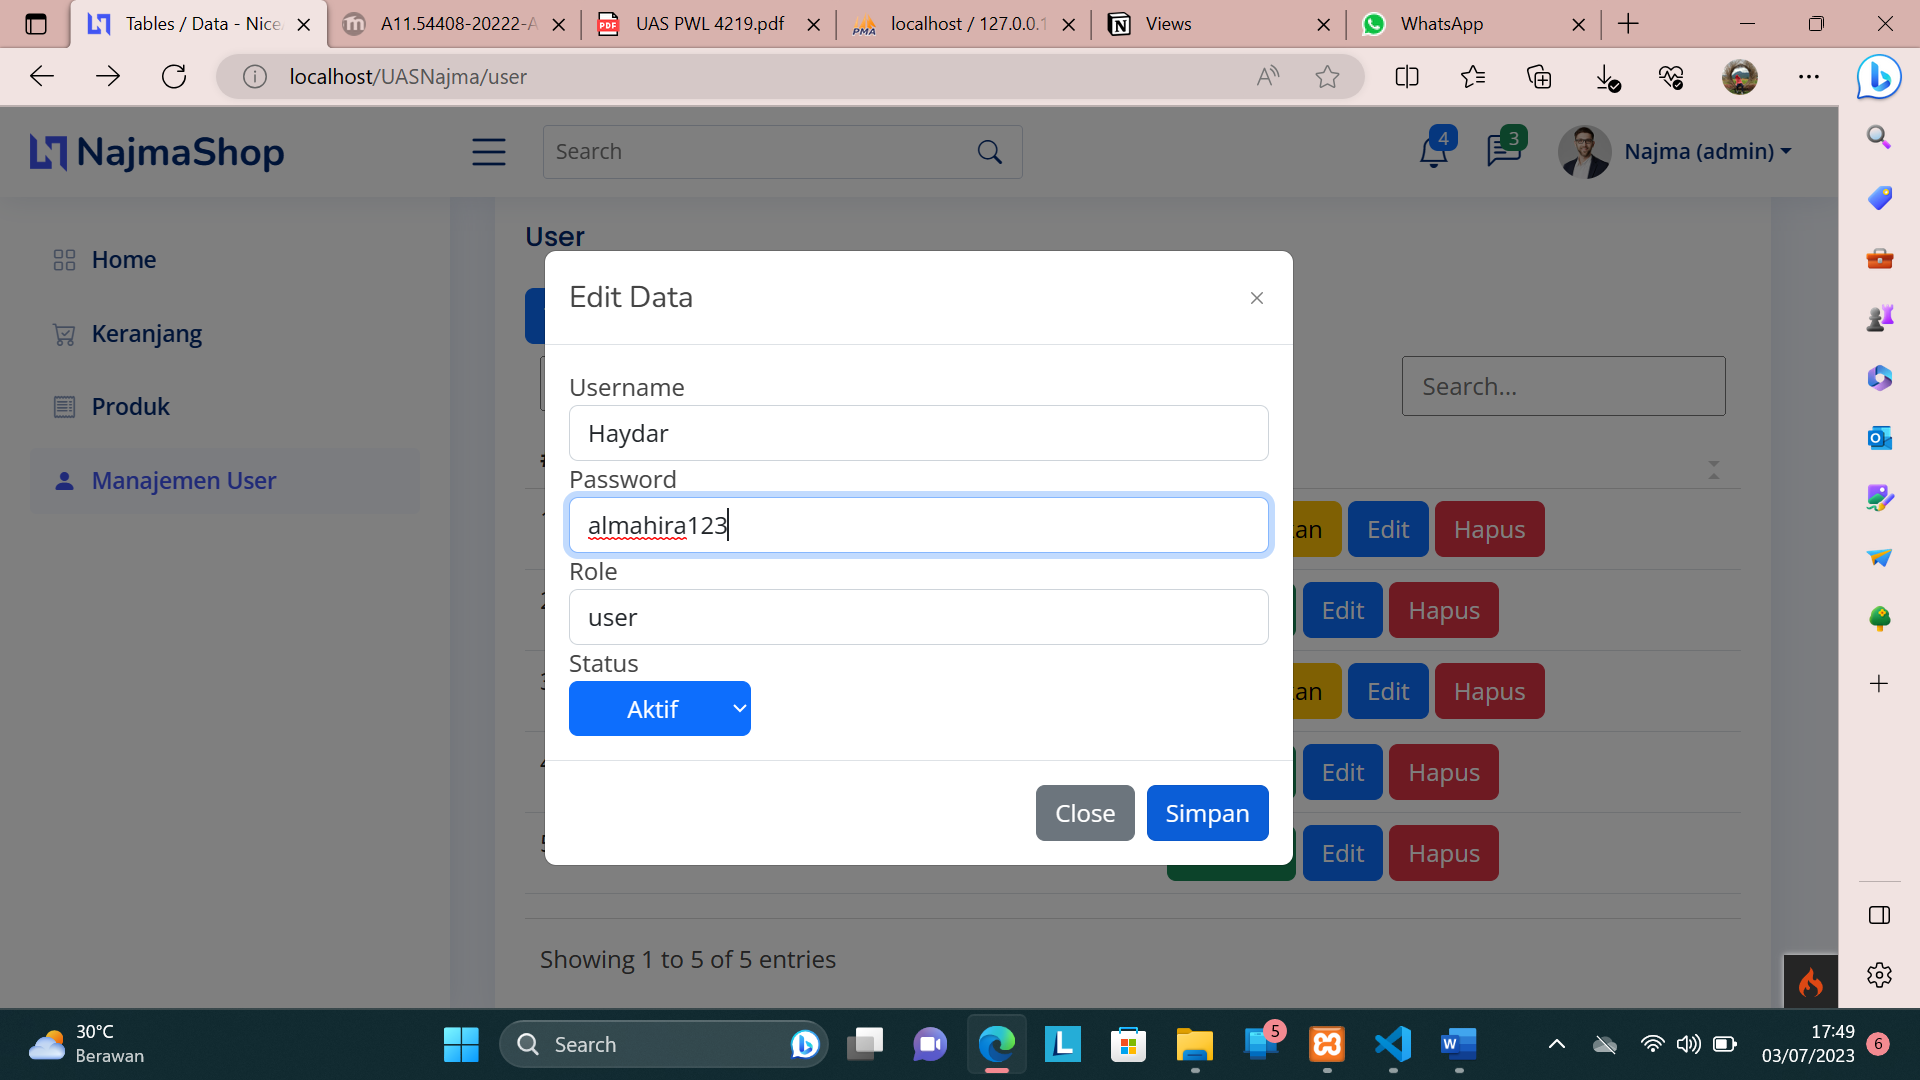 Tables / Data - Nice
A11.54408-20222-A
UAS PWL 4219.pdf
localhost / 127.0.0.1
Views
WhatsApp
localhost/UASNajma/user
NajmaShop
Search
4
3
Najma (admin)
Home
Keranjang
Produk
Manajemen User
User
Edit Data
Username
Haydar
Password
almahira123
Role
user
Status
Aktif
Close
Simpan
Search...
Edit
Hapus
Edit
Hapus
Edit
Hapus
Edit
Hapus
Edit
Hapus
Showing 1 to 5 of 5 entries
30°C
Berawan
Search
5
17:49
03/07/2023
6